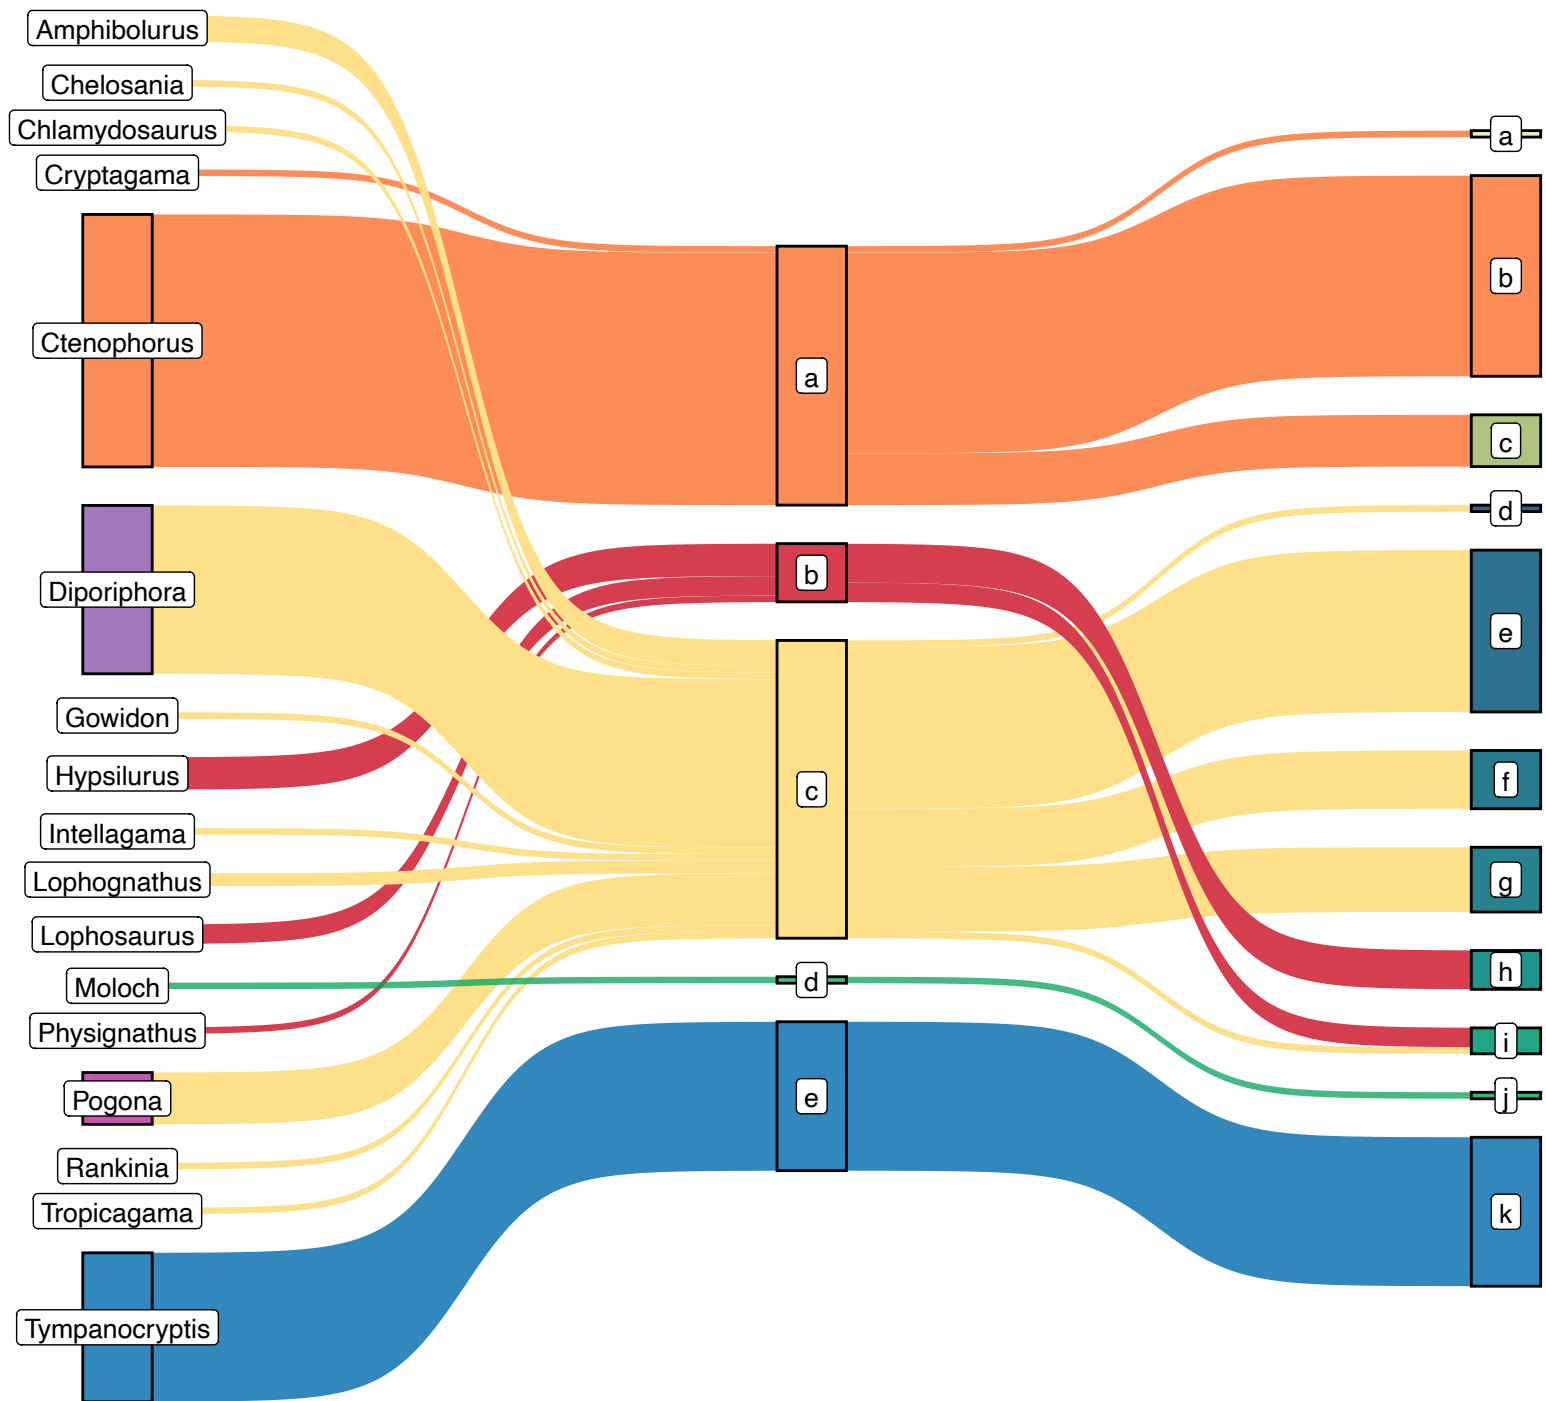 Amphibolurus
Chelosania
Chlamydosaurus
Cryptagama
Ctenophorus
Diporiphora
Gowidon
Hypsilurus
Intellagama
Lophognathus
Lophosaurus
Moloch
Physignathus
Pogona
Rankinia
Tropicagama
Tympanocryptis
a
b
c
d
e
a
b
c
d
e
f
g
h
i
j
k